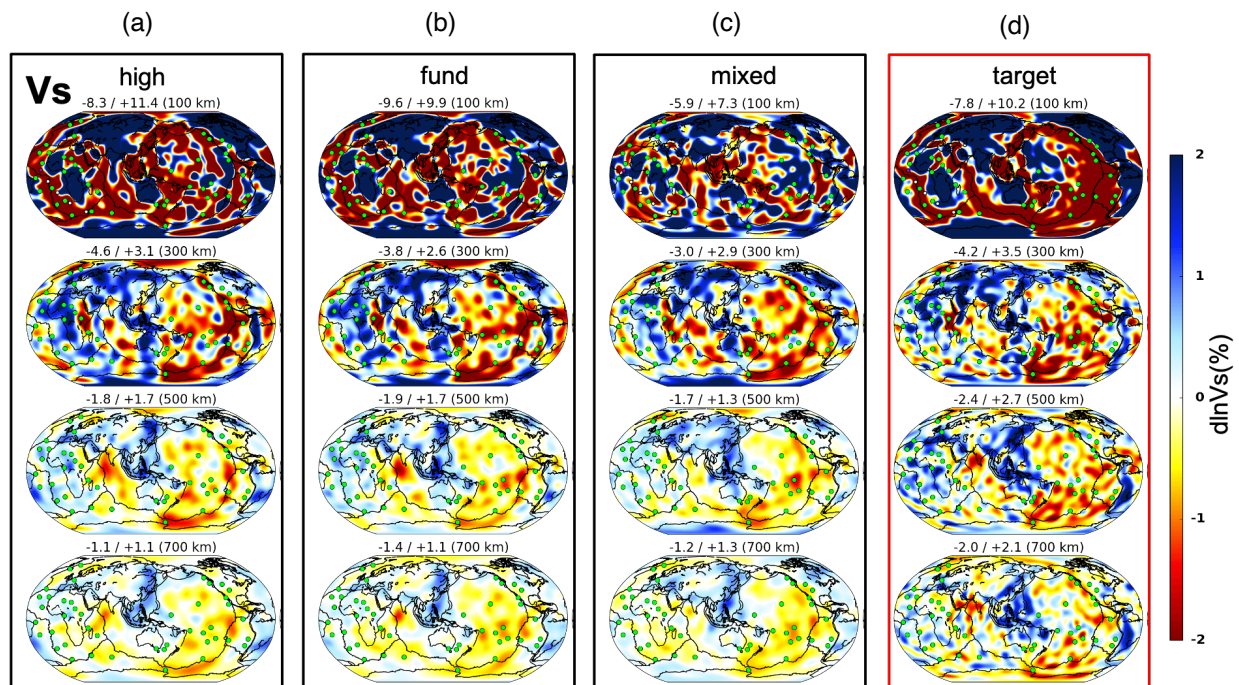 (a)
(b)
(c)
(d)
Vs
high
fund
mixed
target
-8.3 / +11.4 (100 km)
-9.6 / +9.9 (100 km)
-5.9 / +7.3 (100 km)
-7.8 / +10.2 (100 km)
-4.6 / +3.1 (300 km)
-3.8 / +2.6 (300 km)
-3.0 / +2.9 (300 km)
-4.2 / +3.5 (300 km)
-1.8 / +1.7 (500 km)
-1.9 / +1.7 (500 km)
-1.7 / +1.3 (500 km)
-2.4 / +2.7 (500 km)
-1.1 / +1.1 (700 km)
-1.4 / +1.1 (700 km)
-1.2 / +1.3 (700 km)
-2.0 / +2.1 (700 km)
2
1
0
-1
-2
dlnVs(%)